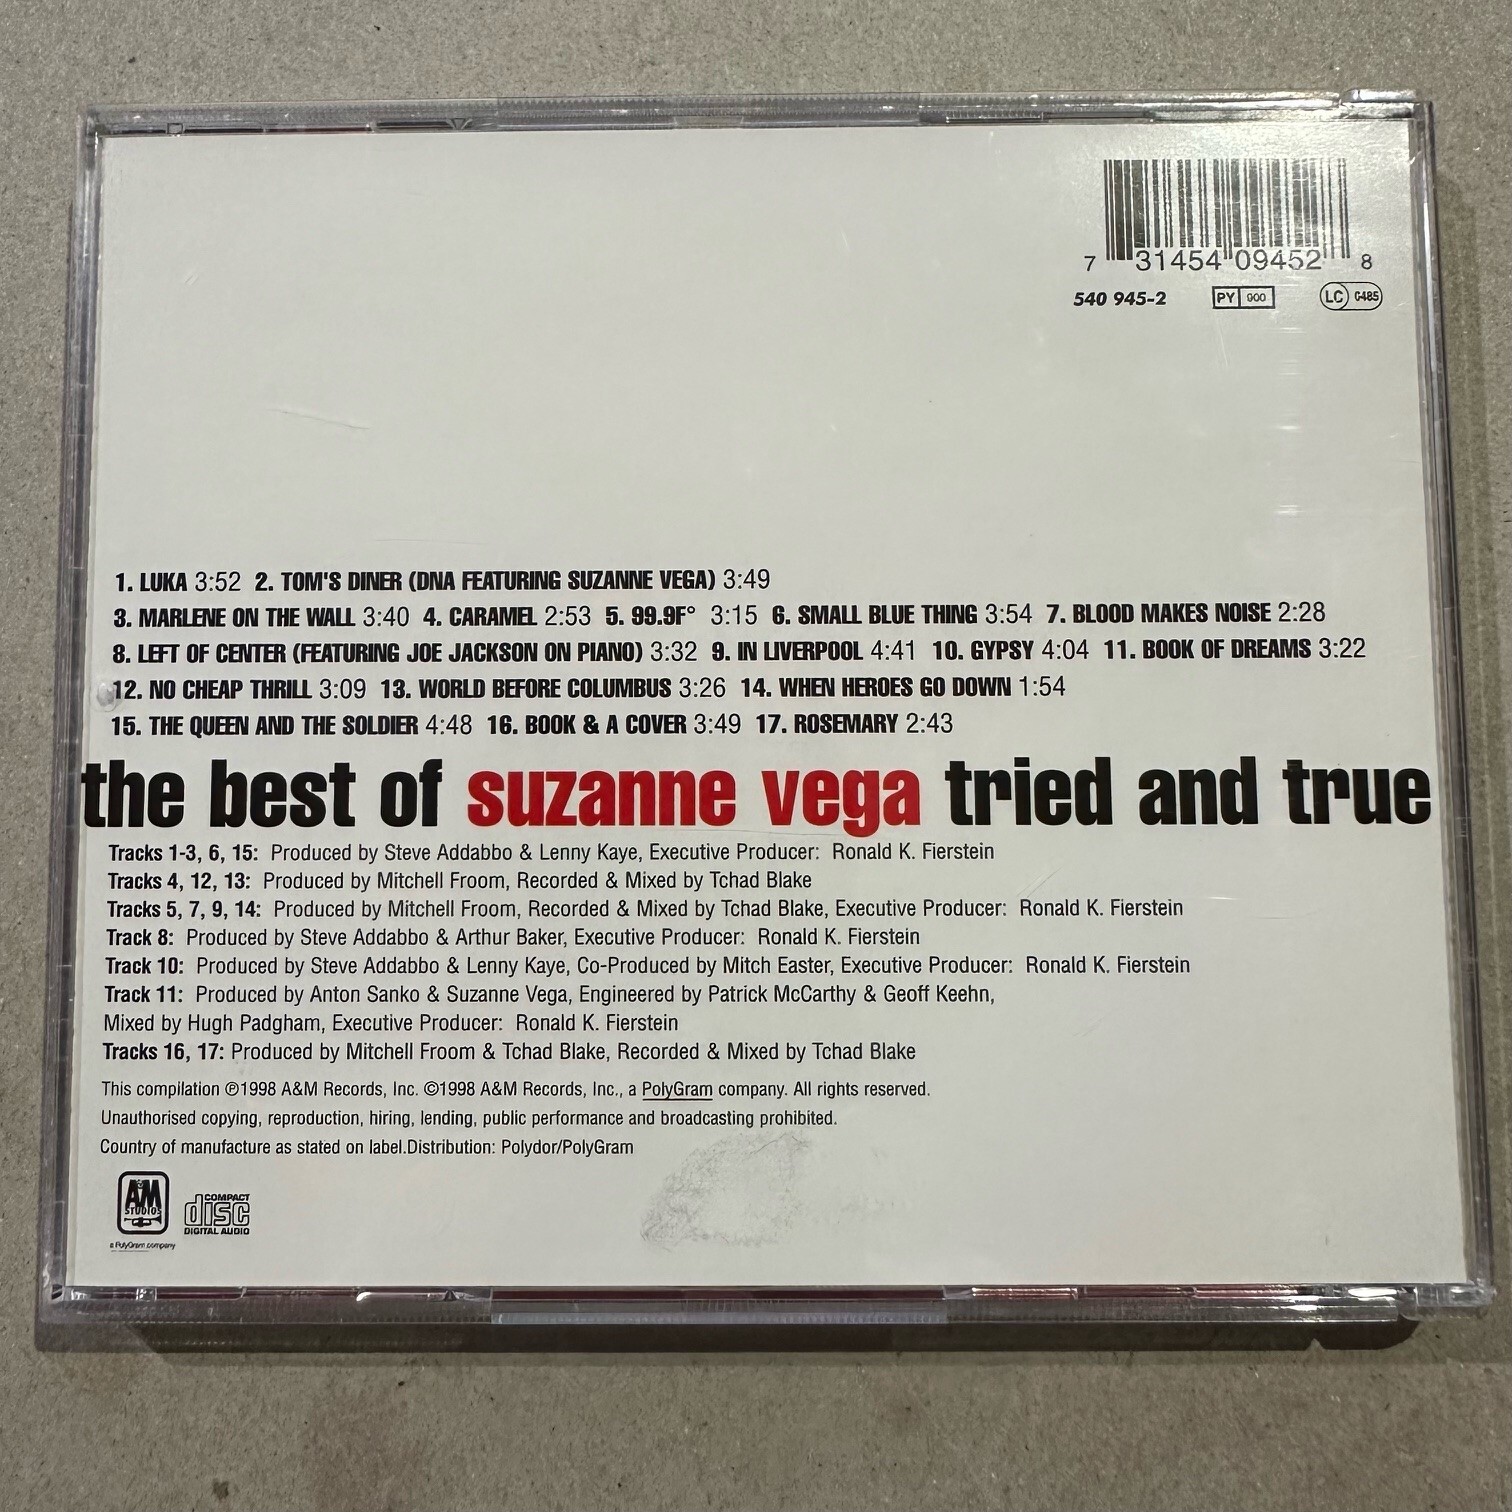 7 31454 09452 8
540 945-2 PY 900 LC 0485
1. LUKA 3:52 2. TOM'S DINER (DNA FEATURING SUZANNE VEGA) 3:49
3. MARLENE ON THE WALL 3:40 4. CARAMEL 2:53 5. 99.9F° 3:15 6. SMALL BLUE THING 3:54 7. BLOOD MAKES NOISE 2:28
8. LEFT OF CENTER (FEATURING JOE JACKSON ON PIANO) 3:32 9. IN LIVERPOOL 4:41 10. GYPSY 4:04 11. BOOK OF DREAMS 3:22
12. NO CHEAP THRILL 3:09 13. WORLD BEFORE COLUMBUS 3:26 14. WHEN HEROES GO DOWN 1:54
15. THE QUEEN AND THE SOLDIER 4:48 16. BOOK & A COVER 3:49 17. ROSEMARY 2:43
the best of suzanne vega tried and true
Tracks 1-3, 6, 15: Produced by Steve Addabbo & Lenny Kaye, Executive Producer: Ronald K. Fierstein
Tracks 4, 12, 13: Produced by Mitchell Froom, Recorded & Mixed by Tchad Blake
Tracks 5, 7, 9, 14: Produced by Mitchell Froom, Recorded & Mixed by Tchad Blake, Executive Producer: Ronald K. Fierstein
Track 8: Produced by Steve Addabbo & Arthur Baker, Executive Producer: Ronald K. Fierstein
Track 10: Produced by Steve Addabbo & Lenny Kaye, Co-Produced by Mitch Easter, Executive Producer: Ronald K. Fierstein
Track 11: Produced by Anton Sanko & Suzanne Vega, Engineered by Patrick McCarthy & Geoff Keehn,
Mixed by Hugh Padgham, Executive Producer: Ronald K. Fierstein
Tracks 16, 17: Produced by Mitchell Froom & Tchad Blake, Recorded & Mixed by Tchad Blake
This compilation ℗1998 A&M Records, Inc. ©1998 A&M Records, Inc., a PolyGram company. All rights reserved.
Unauthorised copying, reproduction, hiring, lending, public performance and broadcasting prohibited.
Country of manufacture as stated on label.Distribution: Polydor/PolyGram
A&M
STUDIOS
a PolyGram company
COMPACT
disc
DIGITAL AUDIO